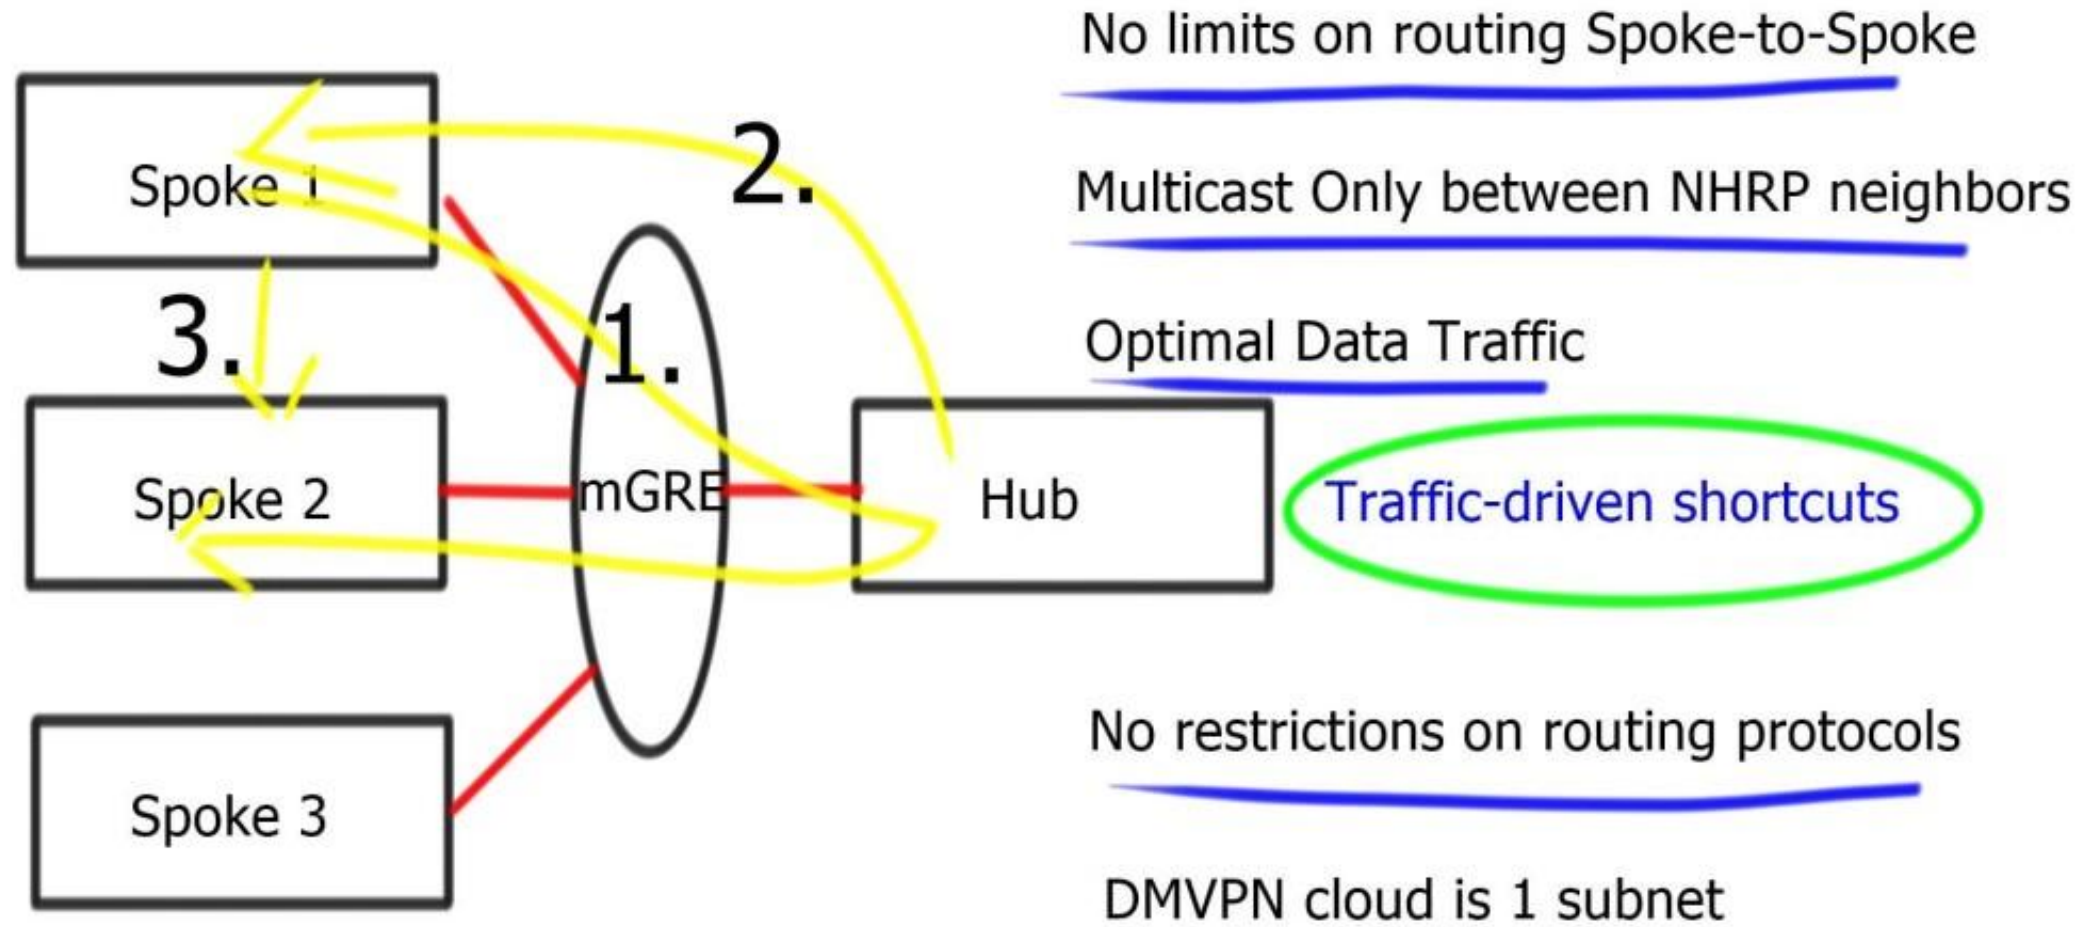 No limits on routing Spoke-to-Spoke
2.
Spoke 1
Multicast Only between NHRP neighbors
3.
1.
Optimal Data Traffic
Spoke 2
mGRE
Hub
Traffic-driven shortcuts
No restrictions on routing protocols
Spoke 3
DMVPN cloud is 1 subnet